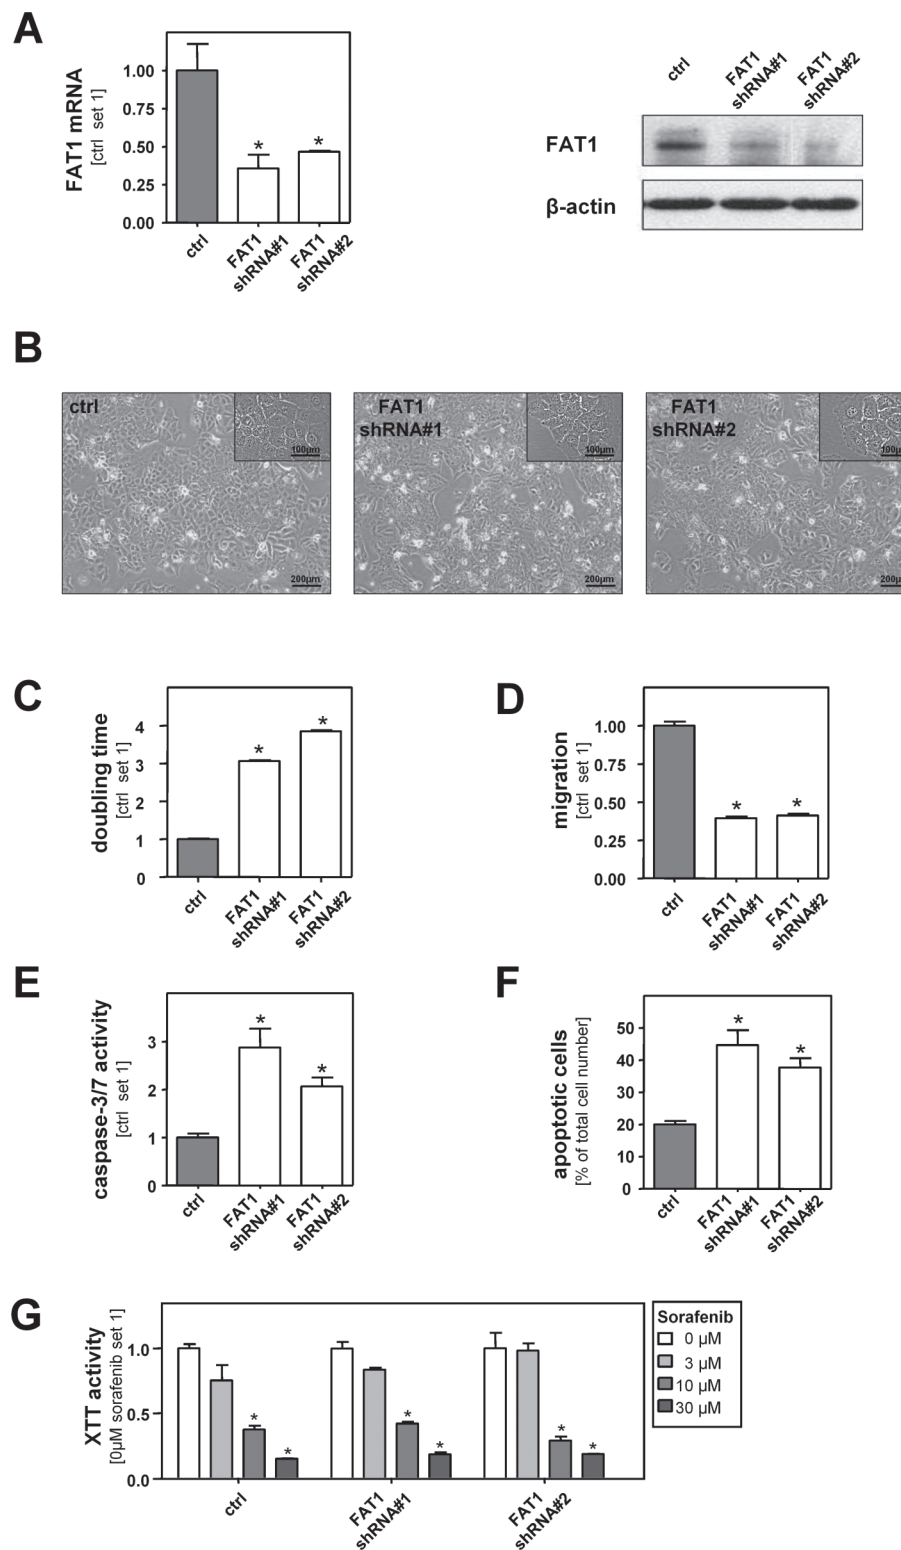 A
FAT1 mRNA
[ctrl set 1]
1.00
0.75
0.50
0.25
0.00
*
*
ctrl
FAT1
shRNA#1
FAT1
shRNA#2
ctrl
FAT1
shRNA#1
FAT1
shRNA#2
FAT1
β-actin
B
ctrl
100µm
200µm
FAT1
shRNA#1
100µm
200µm
FAT1
shRNA#2
100µ
200µ
C
doubling time
[ctrl set 1]
4
3
2
1
0
*
*
ctrl
FAT1
shRNA#1
FAT1
shRNA#2
D
migration
[ctrl set 1]
1.00
0.75
0.50
0.25
0.00
*
*
ctrl
FAT1
shRNA#1
FAT1
shRNA#2
E
caspase-3/7 activity
[ctrl set 1]
3
2
1
0
*
*
ctrl
FAT1
shRNA#1
FAT1
shRNA#2
F
apoptotic cells
[% of total cell number]
50
40
30
20
10
0
*
*
ctrl
FAT1
shRNA#1
FAT1
shRNA#2
G
XTT activity
[0µM sorafenib set 1]
1.0
0.5
0.0
*
*
*
*
*
*
ctrl
FAT1
shRNA#1
FAT1
shRNA#2
Sorafenib
0 µM
3 µM
10 µM
30 µM